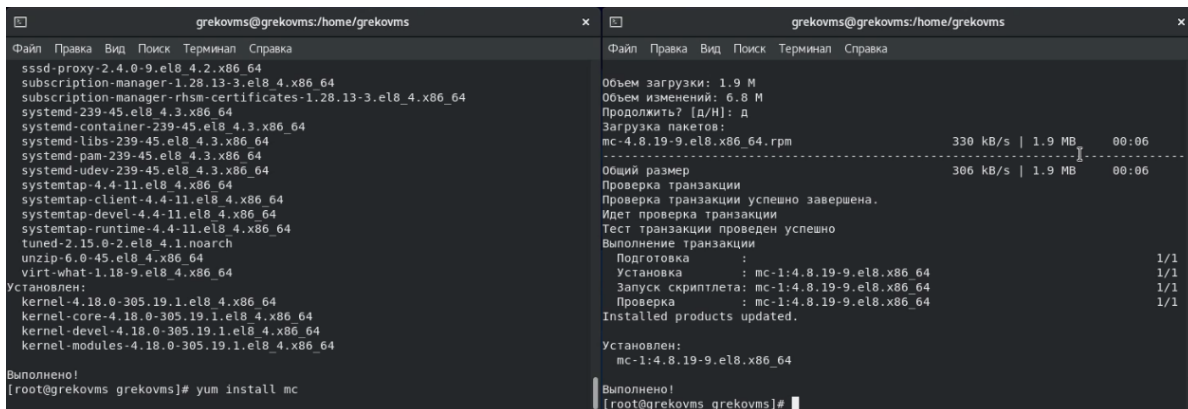 grekovms@grekovms:/home/grekovms
×
Файл Правка Вид Поиск Терминал Справка
sssd-proxy-2.4.0-9.el8_4.2.x86_64
subscription-manager-1.28.13-3.el8_4.x86_64
subscription-manager-rhsm-certificates-1.28.13-3.el8_4.x86_64
systemd-239-45.el8_4.3.x86_64
systemd-container-239-45.el8_4.3.x86_64
systemd-libs-239-45.el8_4.3.x86_64
systemd-pam-239-45.el8_4.3.x86_64
systemd-udev-239-45.el8_4.3.x86_64
systemtap-4.4-11.el8_4.x86_64
systemtap-client-4.4-11.el8_4.x86_64
systemtap-devel-4.4-11.el8_4.x86_64
systemtap-runtime-4.4-11.el8_4.x86_64
tuned-2.15.0-2.el8_4.1.noarch
unzip-6.0-45.el8_4.x86_64
virt-what-1.18-9.el8_4.x86_64
Установлен:
kernel-4.18.0-305.19.1.el8_4.x86_64
kernel-core-4.18.0-305.19.1.el8_4.x86_64
kernel-devel-4.18.0-305.19.1.el8_4.x86_64
kernel-modules-4.18.0-305.19.1.el8_4.x86_64
Выполнено!
[root@grekovms grekovms]# yum install mc
grekovms@grekovms:/home/grekovms
×
Файл Правка Вид Поиск Терминал Справка
Объем загрузки: 1.9 M
Объем изменений: 6.8 M
Продолжить? [д/Н]: д
Загрузка пакетов:
mc-4.8.19-9.el8.x86_64.rpm 330 kB/s | 1.9 MB 00:06
--------------------------------------------------------------------------------
Общий размер 306 kB/s | 1.9 MB 00:06
Проверка транзакции
Проверка транзакции успешно завершена.
Идет проверка транзакции
Тест транзакции проведен успешно
Выполнение транзакции
Подготовка : 1/1
Установка : mc-1:4.8.19-9.el8.x86_64 1/1
Запуск скриптлета: mc-1:4.8.19-9.el8.x86_64 1/1
Проверка : mc-1:4.8.19-9.el8.x86_64 1/1
Installed products updated.
Установлен:
mc-1:4.8.19-9.el8.x86_64
Выполнено!
[root@grekovms grekovms]#